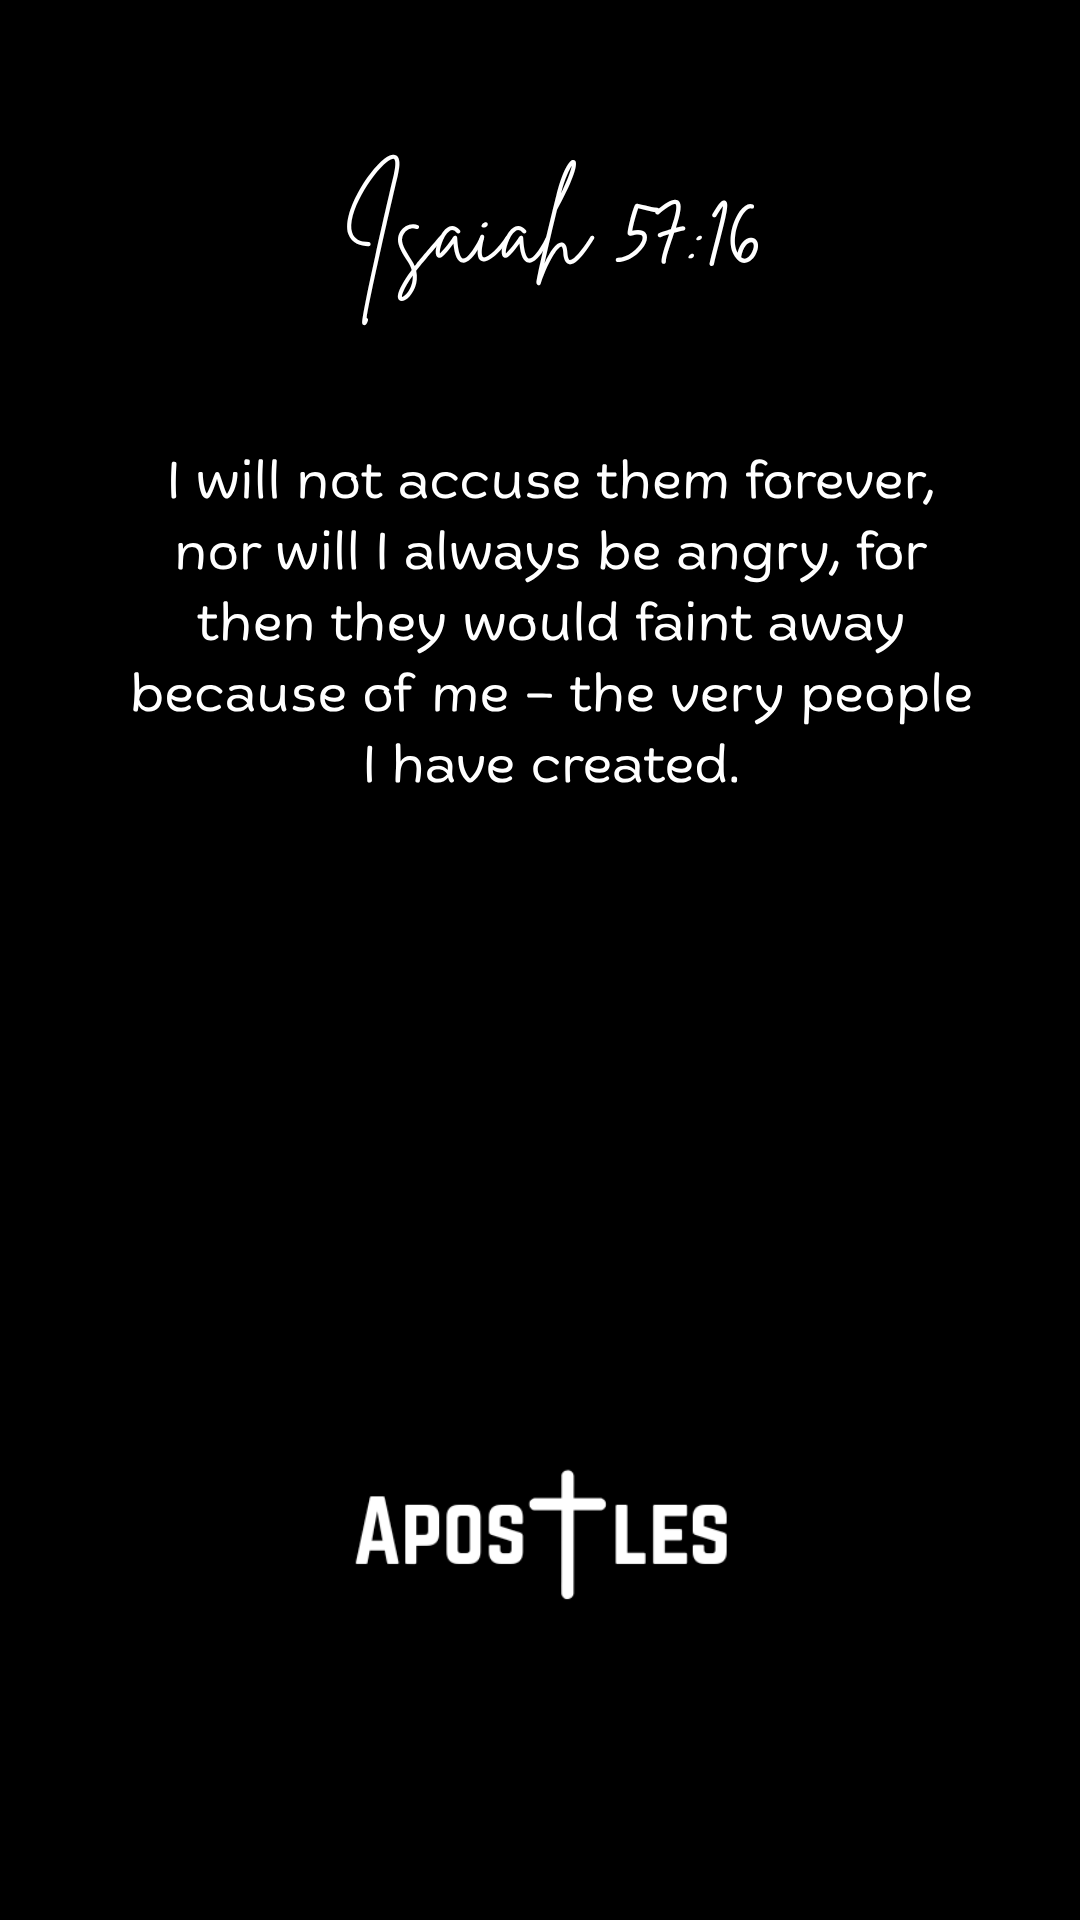 Isaiah 57:16
I will not accuse them forever,
nor will I always be angry, for
then they would faint away
because of me – the very people
I have created.
APOSTLES